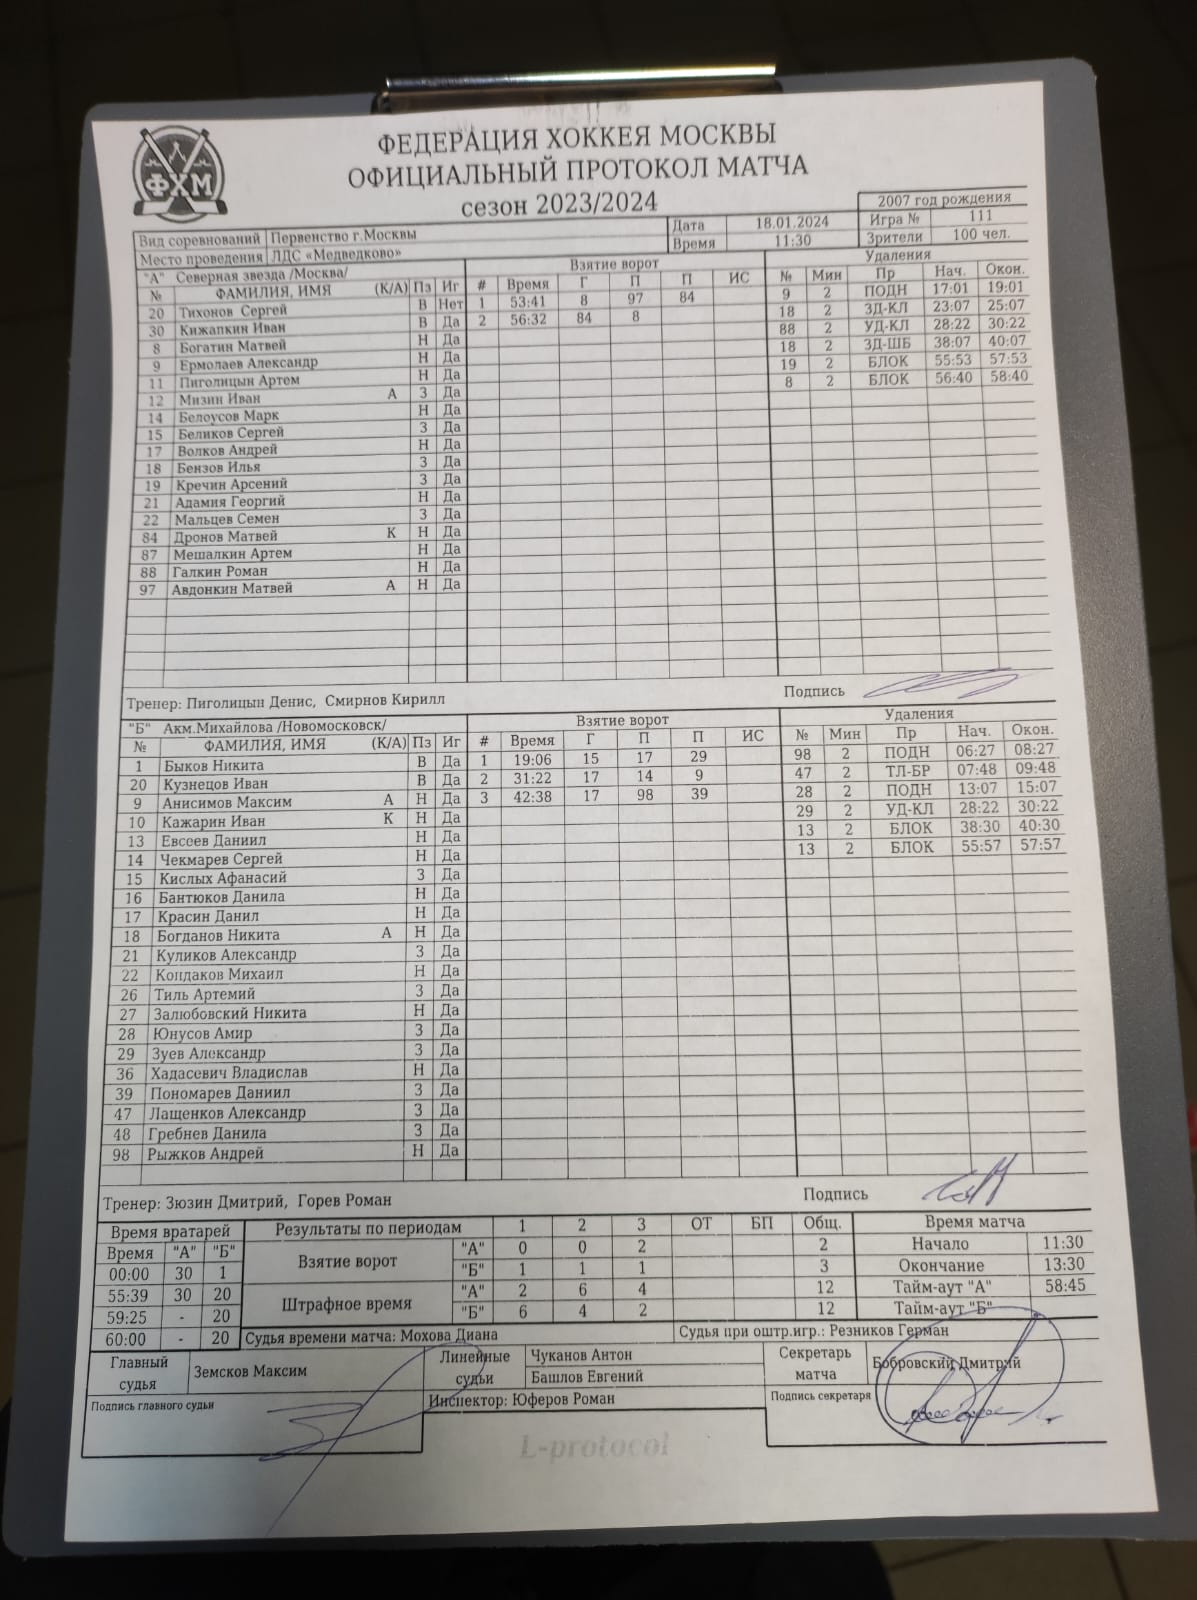 ФЕДЕРАЦИЯ ХОККЕЯ МОСКВЫ
ОФИЦИАЛЬНЫЙ ПРОТОКОЛ МАТЧА
сезон 2023/2024
ФХМ
2007 год рождения
Вид соревнований Первенство г.Москвы Дата 18.01.2024 Игра № 111
Место проведения ЛДС «Медведково» Время 11:30 Зрители 100 чел.
"А" Северная звезда /Москва/ Взятие ворот Удаления
№ ФАМИЛИЯ, ИМЯ (К/А) Пз Иг # Время Г П П ИС № Мин Пр Нач. Окон.
20 Тихонов Сергей В Нет 1 53:41 8 97 84 9 2 ПОДН 17:01 19:01
30 Кижапкин Иван В Да 2 56:32 84 8 18 2 ЗД-КЛ 23:07 25:07
8 Богатин Матвей Н Да 88 2 УД-КЛ 28:22 30:22
9 Ермолаев Александр Н Да 18 2 ЗД-ШБ 38:07 40:07
11 Пиголицын Артем Н Да 19 2 БЛОК 55:53 57:53
12 Мизин Иван А З Да 8 2 БЛОК 56:40 58:40
14 Белоусов Марк Н Да
15 Беликов Сергей З Да
17 Волков Андрей Н Да
18 Бензов Илья З Да
19 Кречин Арсений З Да
21 Адамия Георгий Н Да
22 Мальцев Семен З Да
84 Дронов Матвей К Н Да
87 Мешалкин Артем Н Да
88 Галкин Роман Н Да
97 Авдонкин Матвей А Н Да
Тренер: Пиголицын Денис, Смирнов Кирилл Подпись
"Б" Акм.Михайлова /Новомосковск/ Взятие ворот Удаления
№ ФАМИЛИЯ, ИМЯ (К/А) Пз Иг # Время Г П П ИС № Мин Пр Нач. Окон.
1 Быков Никита В Да 1 19:06 15 17 29 98 2 ПОДН 06:27 08:27
20 Кузнецов Иван В Да 2 31:22 17 14 9 47 2 ТЛ-БР 07:48 09:48
9 Анисимов Максим А Н Да 3 42:38 17 98 39 28 2 ПОДН 13:07 15:07
10 Кажарин Иван К Н Да 29 2 УД-КЛ 28:22 30:22
13 Евсеев Даниил Н Да 13 2 БЛОК 38:30 40:30
14 Чекмарев Сергей Н Да 13 2 БЛОК 55:57 57:57
15 Кислых Афанасий З Да
16 Бантюков Данила Н Да
17 Красин Данил Н Да
18 Богданов Никита А Н Да
21 Куликов Александр З Да
22 Кондаков Михаил Н Да
26 Тиль Артемий З Да
27 Залюбовский Никита Н Да
28 Юнусов Амир З Да
29 Зуев Александр З Да
36 Хадасевич Владислав Н Да
39 Пономарев Даниил З Да
47 Лащенков Александр З Да
48 Гребнев Данила З Да
98 Рыжков Андрей Н Да
Тренер: Зюзин Дмитрий, Горев Роман Подпись
Время вратарей Результаты по периодам 1 2 3 ОТ БП Общ. Время матча
Время "А" "Б" Взятие ворот "А" 0 0 2 2 Начало 11:30
00:00 30 1 "Б" 1 1 1 3 Окончание 13:30
55:39 30 20 Штрафное время "А" 2 6 4 12 Тайм-аут "А" 58:45
59:25 - 20 "Б" 6 4 2 12 Тайм-аут "Б"
60:00 - 20 Судья времени матча: Мохова Диана Судья при оштр.игр.: Резников Герман
Главный судья Земсков Максим Линейные судьи Чуканов Антон Секретарь матча Бобровский Дмитрий
Башлов Евгений
Подпись главного судьи Инспектор: Юферов Роман Подпись секретаря
L-protocol